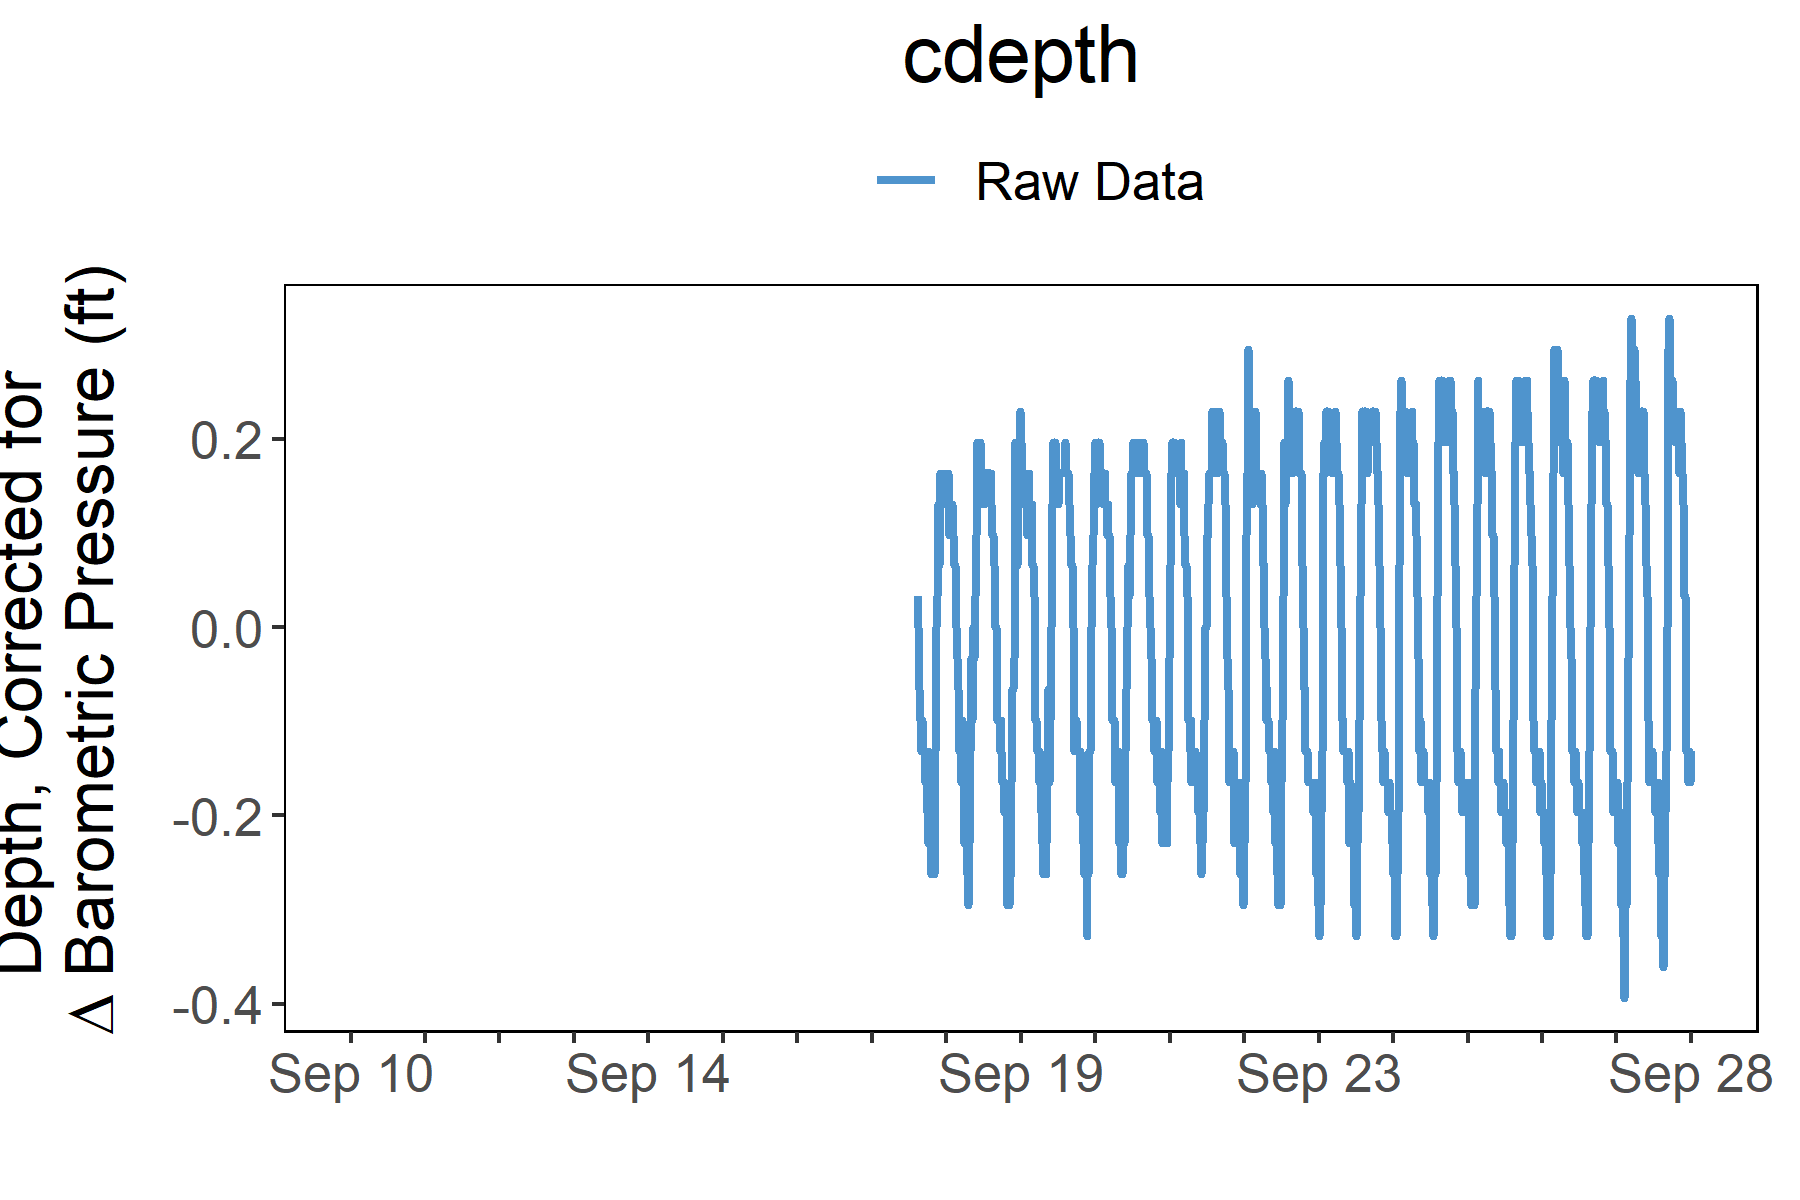 cdepth
Raw Data
Depth, Corrected for
Δ Barometric Pressure (ft)
0.2
0.0
-0.2
-0.4
Sep 10 Sep 14 Sep 19 Sep 23 Sep 28